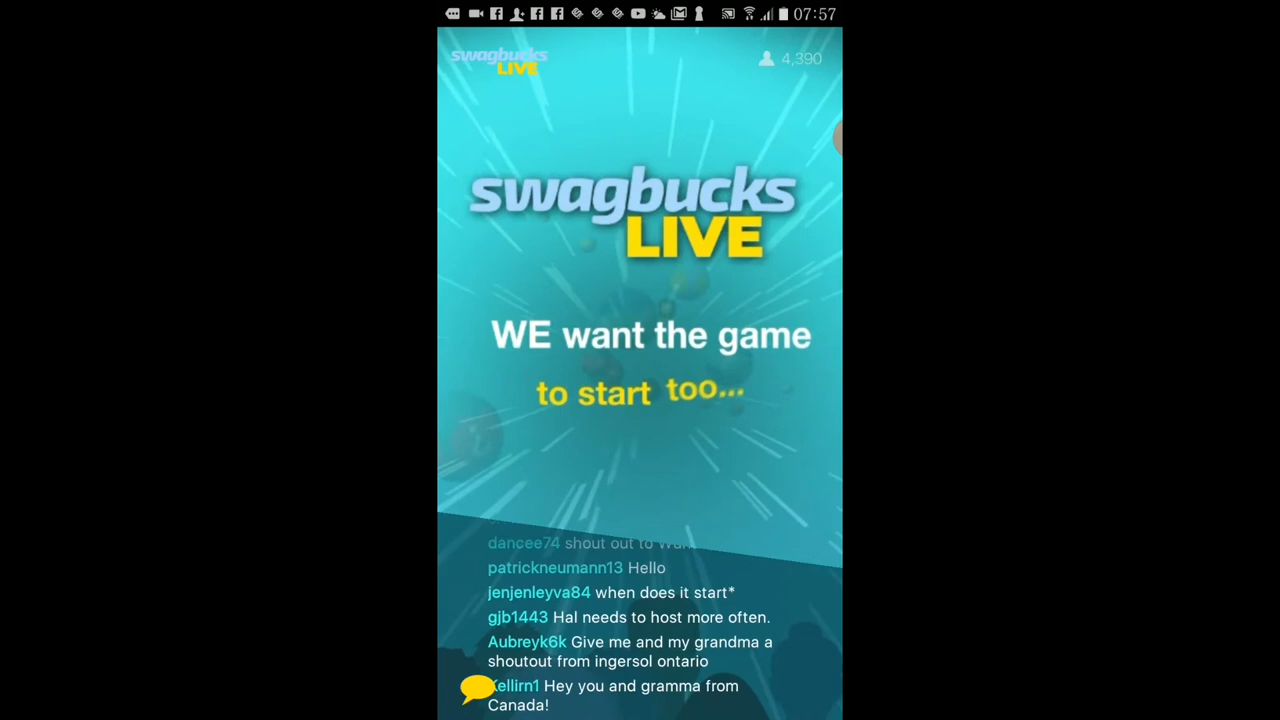 07:57
swagbucks
LIVE
4,390
swagbucks
LIVE
WE want the game
to start too...
dancee74 shout out to
patrickneumann13 Hello
jenjenleyva84 when does it start*
gjb1443 Hal needs to host more often.
Aubreyk6k Give me and my grandma a
shoutout from ingersol ontario
Kellirn1 Hey you and gramma from
Canada!